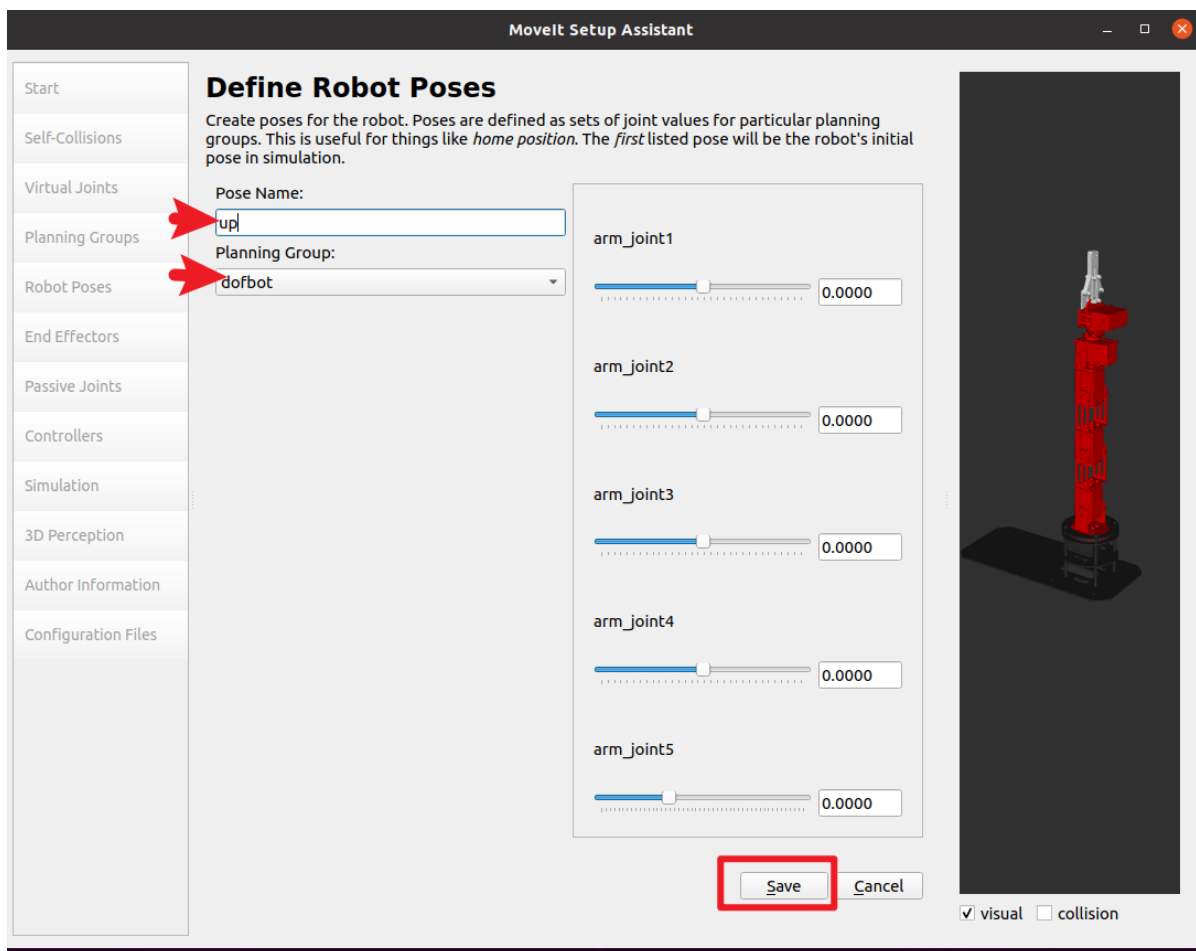 MoveIt Setup Assistant
Start
Self-Collisions
Virtual Joints
Planning Groups
Robot Poses
End Effectors
Passive Joints
Controllers
Simulation
3D Perception
Author Information
Configuration Files
Define Robot Poses
Create poses for the robot. Poses are defined as sets of joint values for particular planning
groups. This is useful for things like home position. The first listed pose will be the robot's initial
pose in simulation.
Pose Name:
up
Planning Group:
dofbot
arm_joint1
0.0000
arm_joint2
0.0000
arm_joint3
0.0000
arm_joint4
0.0000
arm_joint5
0.0000
Save
Cancel
visual
collision